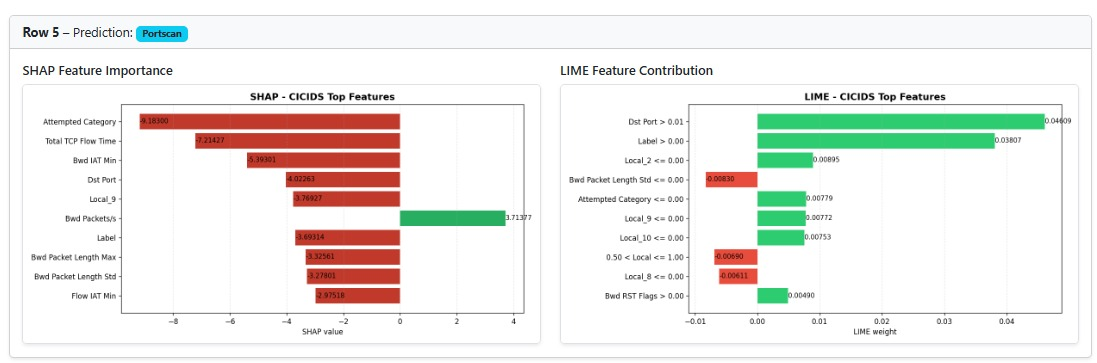 Row 5 – Prediction: Portscan
SHAP Feature Importance
SHAP - CICIDS Top Features
Attempted Category -9.18300
Total TCP Flow Time -7.21427
Bwd IAT Min -5.39301
Dst Port -4.02263
Local_9 -3.76927
Bwd Packets/s 3.71377
Label -3.69314
Bwd Packet Length Max -3.32561
Bwd Packet Length Std -3.27801
Flow IAT Min -2.97518
−8 −6 −4 −2 0 2 4
SHAP value
LIME Feature Contribution
LIME - CICIDS Top Features
Dst Port > 0.01 0.04609
Label > 0.00 0.03807
Local_2 <= 0.00 0.00895
Bwd Packet Length Std <= 0.00 -0.00830
Attempted Category <= 0.00 0.00779
Local_9 <= 0.00 0.00772
Local_10 <= 0.00 0.00753
0.50 < Local <= 1.00 -0.00690
Local_8 <= 0.00 -0.00611
Bwd RST Flags > 0.00 0.00490
−0.01 0.00 0.01 0.02 0.03 0.04
LIME weight